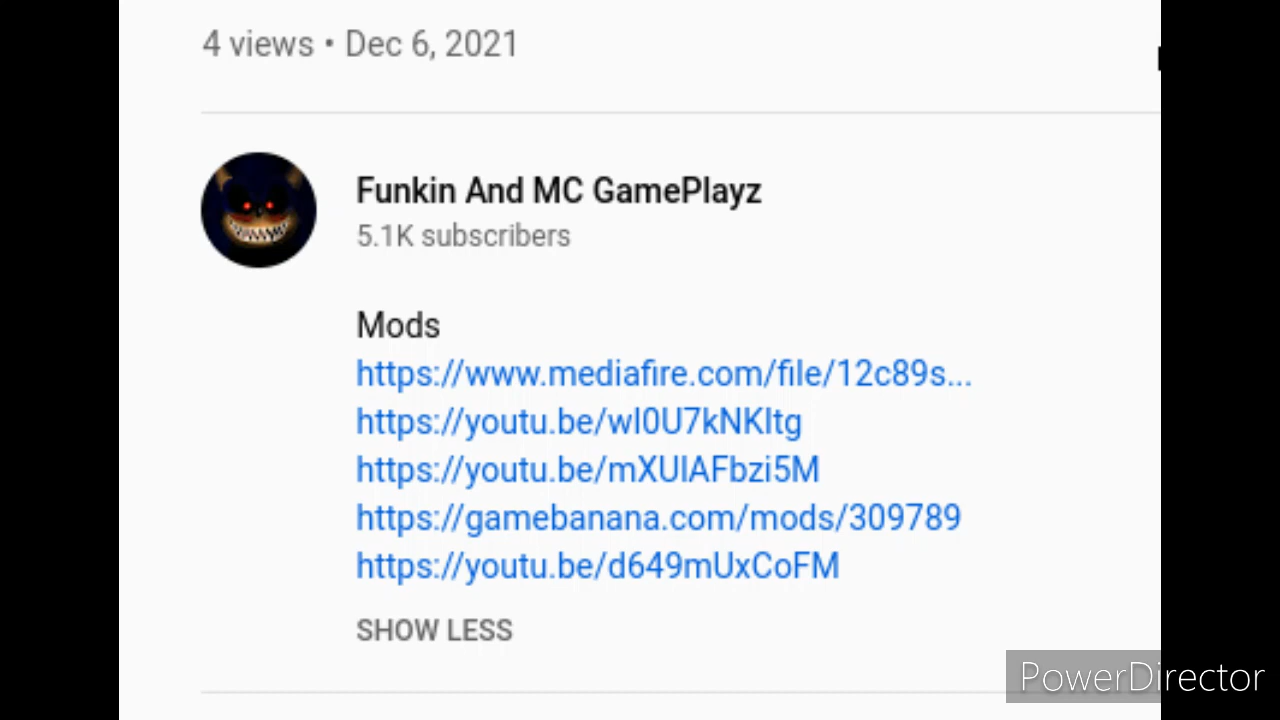 4 views • Dec 6, 2021
Funkin And MC GamePlayz
5.1K subscribers
Mods
https://www.mediafire.com/file/12c89s...
https://youtu.be/wl0U7kNKltg
https://youtu.be/mXUlAFbzi5M
https://gamebanana.com/mods/309789
https://youtu.be/d649mUxCoFM
SHOW LESS
PowerDirector